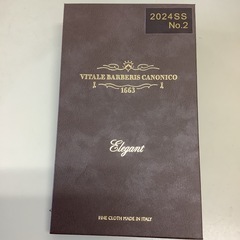 2024SS
No.2
VITALE BARBERIS CANONICO
1663
Elegant
FINE CLOTH MADE IN ITALY